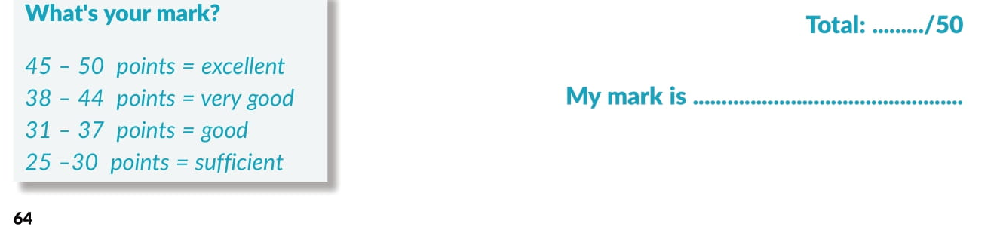 What's your mark?
45 – 50 points = excellent
38 – 44 points = very good
31 – 37 points = good
25 –30 points = sufficient
Total: ........./50
My mark is ...............................................
64